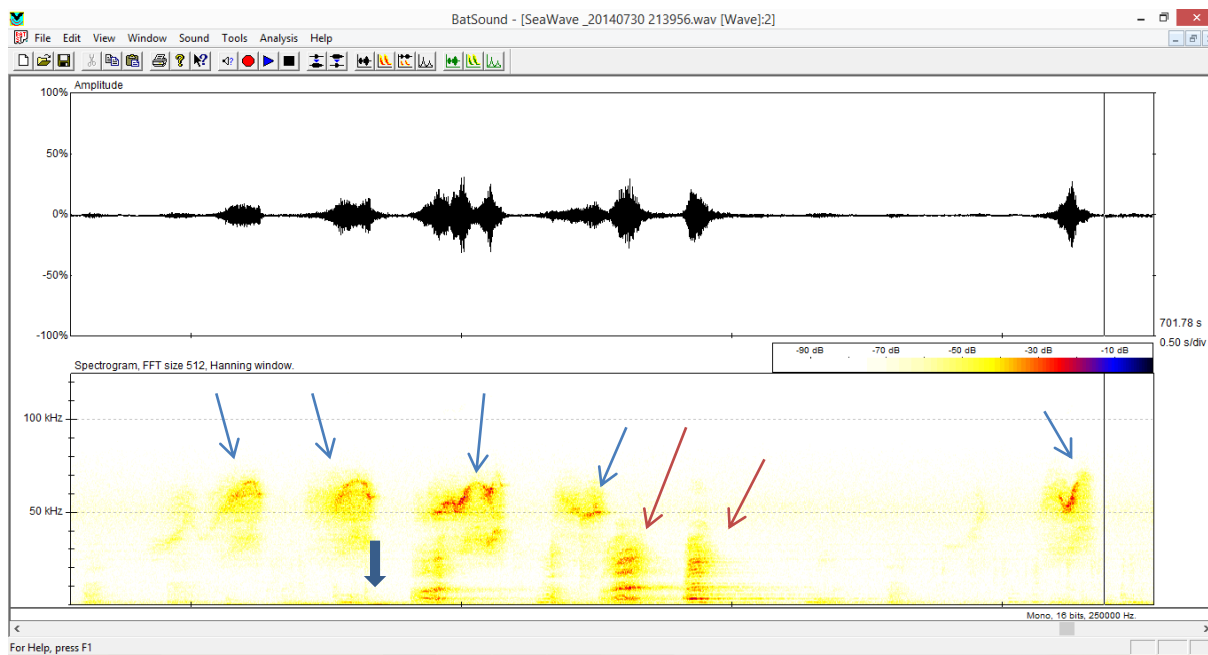 BatSound - [SeaWave _20140730 213956.wav [Wave]:2]
File Edit View Window Sound Tools Analysis Help
Amplitude
100%
50%
0%
-50%
-100%
701.78 s
0.50 s/div
-90 dB -70 dB -50 dB -30 dB -10 dB
Spectrogram, FFT size 512, Hanning window.
100 kHz
50 kHz
Mono, 16 bits, 250000 Hz.
For Help, press F1